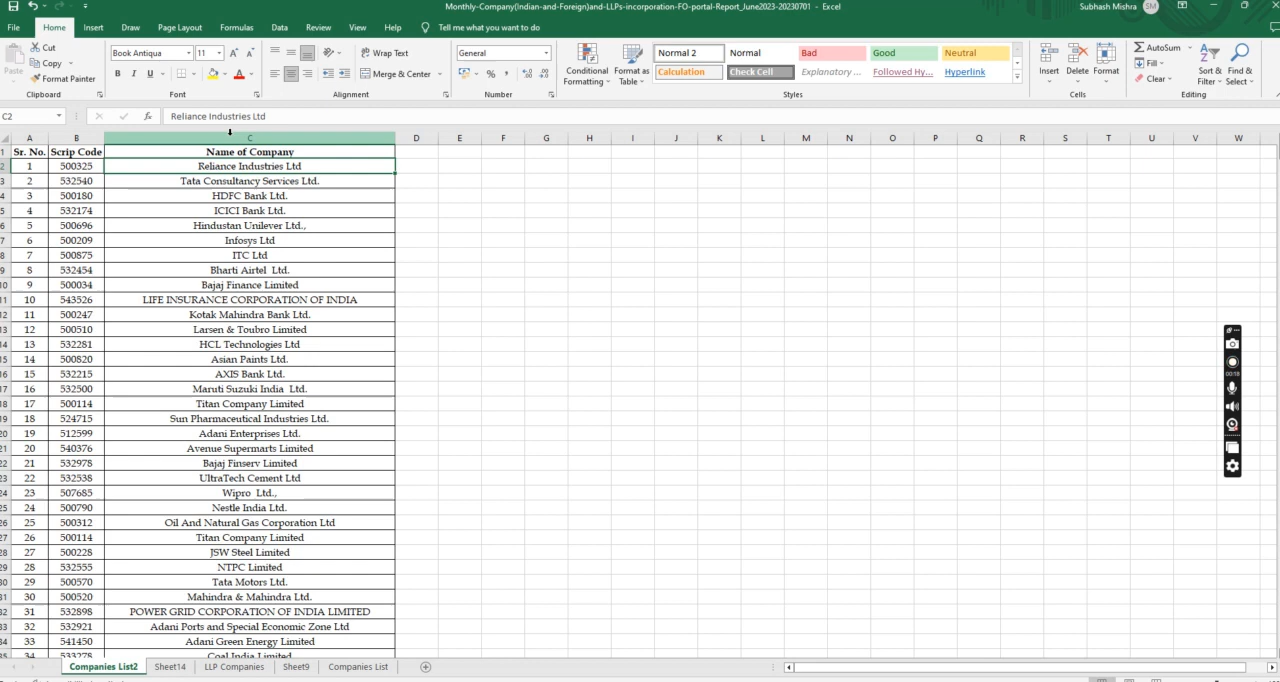 Monthly-Company(Indian-and-Foreign)and-LLPs-incorporation-FO-portal-Report_June2023-20230701 - Excel
Subhash Mishra SM
File Home Insert Draw Page Layout Formulas Data Review View Help Tell me what you want to do
Cut
Copy
Format Painter
Paste
Clipboard
Book Antiqua 11
Font
Wrap Text
Merge & Center
Alignment
General
Number
Conditional Formatting
Format as Table
Normal 2 Normal Bad Good Neutral
Calculation Check Cell Explanatory ... Followed Hy... Hyperlink
Styles
Insert Delete Format
Cells
AutoSum
Fill
Clear
Sort & Filter
Find & Select
Editing
C2 fx Reliance Industries Ltd
A B C D E F G H I J K L M N O P Q R S T U V W
1 Sr. No. Scrip Code Name of Company
2 1 500325 Reliance Industries Ltd
3 2 532540 Tata Consultancy Services Ltd.
4 3 500180 HDFC Bank Ltd.
5 4 532174 ICICI Bank Ltd.
6 5 500696 Hindustan Unilever Ltd.,
7 6 500209 Infosys Ltd
8 7 500875 ITC Ltd
9 8 532454 Bharti Airtel  Ltd.
10 9 500034 Bajaj Finance Limited
11 10 543526 LIFE INSURANCE CORPORATION OF INDIA
12 11 500247 Kotak Mahindra Bank Ltd.
13 12 500510 Larsen & Toubro Limited
14 13 532281 HCL Technologies Ltd
15 14 500820 Asian Paints Ltd.
16 15 532215 AXIS Bank Ltd.
17 16 532500 Maruti Suzuki India  Ltd.
18 17 500114 Titan Company Limited
19 18 524715 Sun Pharmaceutical Industries Ltd.
20 19 512599 Adani Enterprises Ltd.
21 20 540376 Avenue Supermarts Limited
22 21 532978 Bajaj Finserv Limited
23 22 532538 UltraTech Cement Ltd
24 23 507685 Wipro  Ltd.,
25 24 500790 Nestle India Ltd.
26 25 500312 Oil And Natural Gas Corporation Ltd
27 26 500114 Titan Company Limited
28 27 500228 JSW Steel Limited
29 28 532555 NTPC Limited
30 29 500570 Tata Motors Ltd.
31 30 500520 Mahindra & Mahindra Ltd.
32 31 532898 POWER GRID CORPORATION OF INDIA LIMITED
33 32 532921 Adani Ports and Special Economic Zone Ltd
34 33 541450 Adani Green Energy Limited
35 34 533278 Coal India Limited
00:18
Companies List2 Sheet14 LLP Companies Sheet9 Companies List